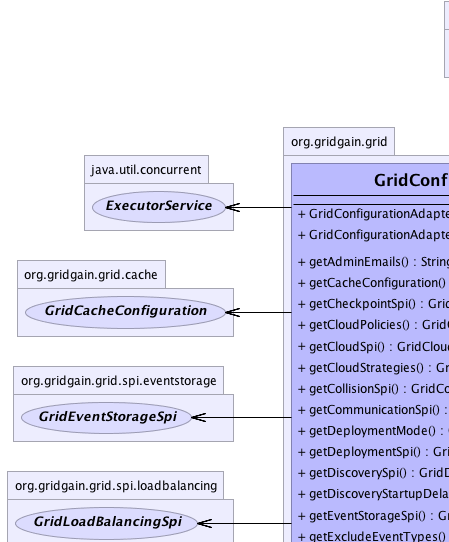 org.gridgain.grid
java.util.concurrent
ExecutorService
org.gridgain.grid.cache
GridCacheConfiguration
org.gridgain.grid.spi.eventstorage
GridEventStorageSpi
org.gridgain.grid.spi.loadbalancing
GridLoadBalancingSpi
GridConf
+ GridConfigurationAdapte
+ GridConfigurationAdapte
+ getAdminEmails() : String
+ getCacheConfiguration()
+ getCheckpointSpi() : Grid
+ getCloudPolicies() : GridC
+ getCloudSpi() : GridCloud
+ getCloudStrategies() : Gr
+ getCollisionSpi() : GridCo
+ getCommunicationSpi() :
+ getDeploymentMode() :
+ getDeploymentSpi() : Gri
+ getDiscoverySpi() : GridD
+ getDiscoveryStartupDela
+ getEventStorageSpi() : Gr
+ getExcludeEventTypes()